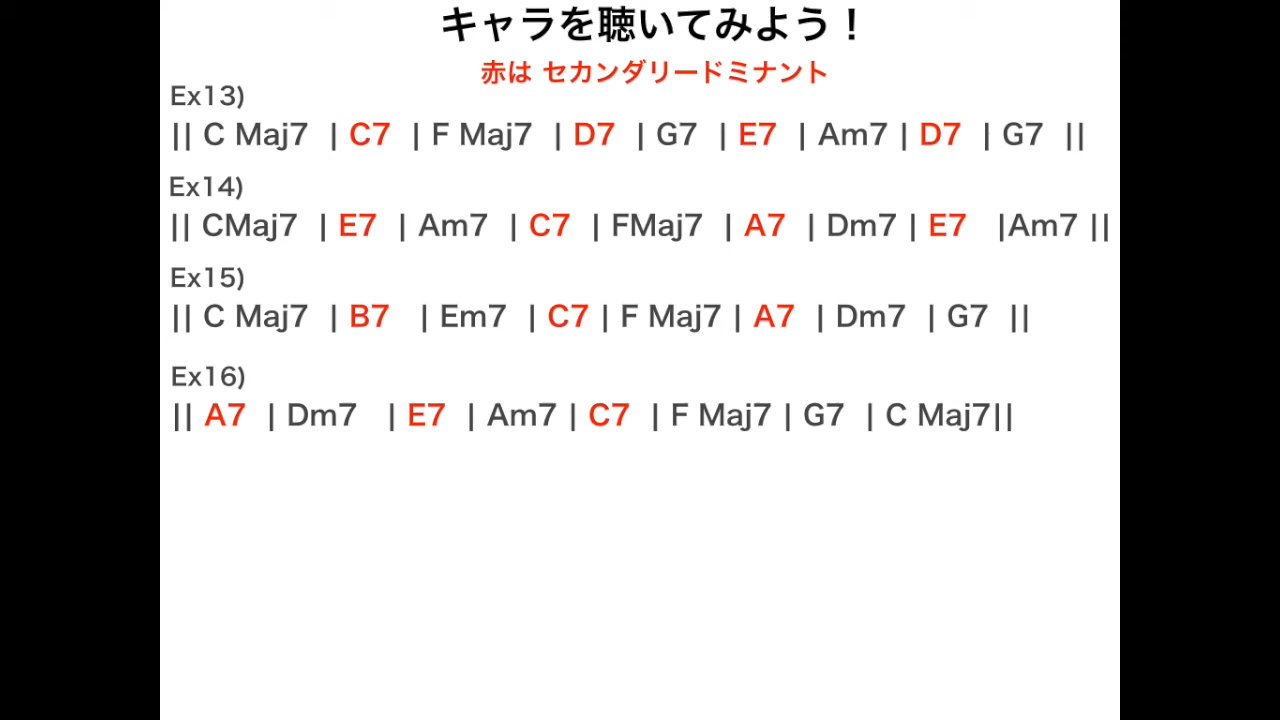 キャラを聴いてみよう！
赤は セカンダリードミナント
Ex13)
|| C Maj7 | C7 | F Maj7 | D7 | G7 | E7 | Am7 | D7 | G7 ||
Ex14)
|| CMaj7 | E7 | Am7 | C7 | FMaj7 | A7 | Dm7 | E7 |Am7 ||
Ex15)
|| C Maj7 | B7 | Em7 | C7 | F Maj7 | A7 | Dm7 | G7 ||
Ex16)
|| A7 | Dm7 | E7 | Am7 | C7 | F Maj7 | G7 | C Maj7||